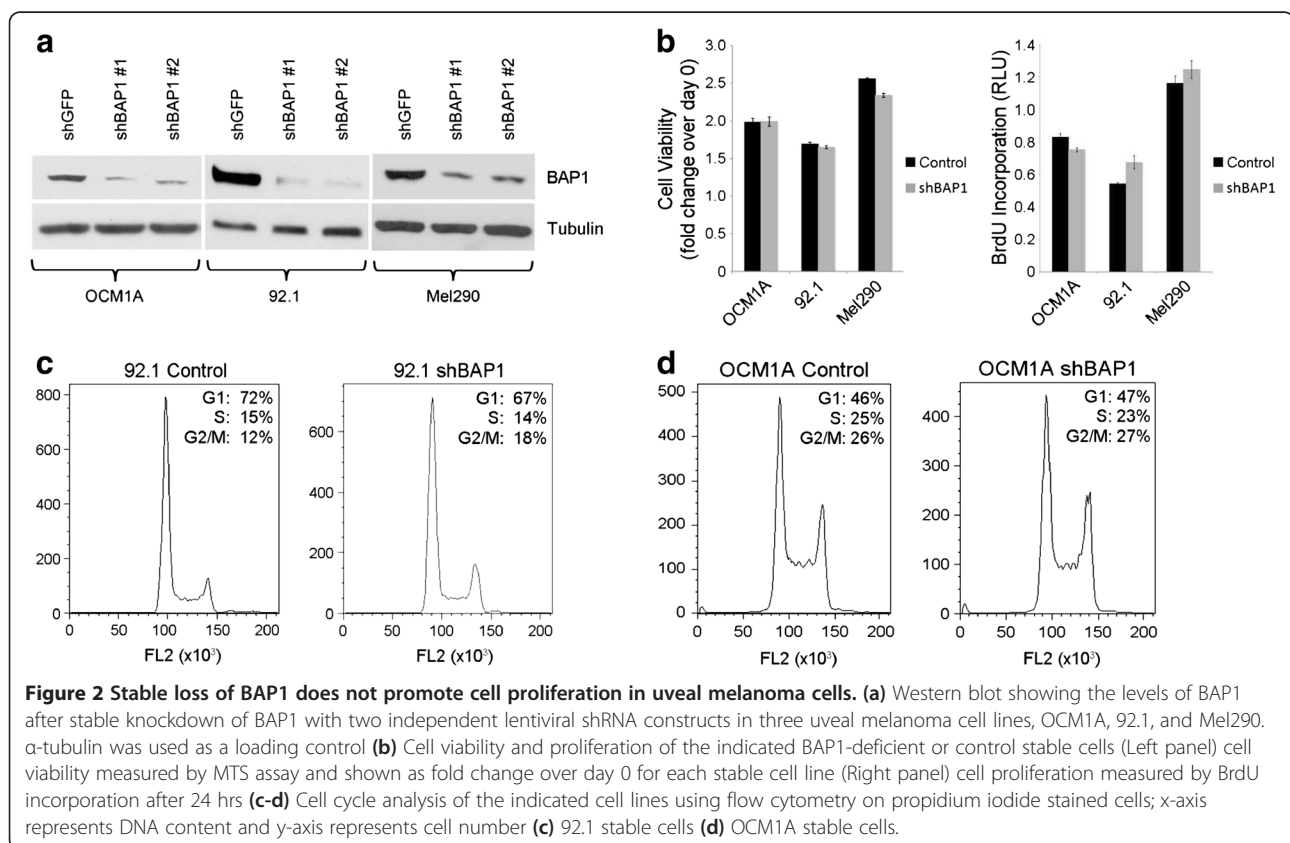 a
shGFP
shBAP1 #1
shBAP1 #2
shGFP
shBAP1 #1
shBAP1 #2
shGFP
shBAP1 #1
shBAP1 #2
BAP1
Tubulin
OCM1A
92.1
Mel290
b
Cell Viability
(fold change over day 0)
3.0
2.5
2.0
1.5
1.0
0.5
0
OCM1A
92.1
Mel290
Control
shBAP1
BrdU Incorporation (RLU)
1.4
1.2
1.0
0.8
0.6
0.4
0.2
0
OCM1A
92.1
Mel290
Control
shBAP1
c
92.1 Control
G1: 72%
S: 15%
G2/M: 12%
800
600
400
200
0
0 50 100 150 200
FL2 (x10³)
92.1 shBAP1
G1: 67%
S: 14%
G2/M: 18%
600
400
200
0
0 50 100 150 200
FL2 (x10³)
d
OCM1A Control
G1: 46%
S: 25%
G2/M: 26%
500
400
300
200
100
0
0 50 100 150 200
FL2 (x10³)
OCM1A shBAP1
G1: 47%
S: 23%
G2/M: 27%
400
300
200
100
0
0 50 100 150 200
FL2 (x10³)
Figure 2 Stable loss of BAP1 does not promote cell proliferation in uveal melanoma cells. (a) Western blot showing the levels of BAP1
after stable knockdown of BAP1 with two independent lentiviral shRNA constructs in three uveal melanoma cell lines, OCM1A, 92.1, and Mel290.
α-tubulin was used as a loading control (b) Cell viability and proliferation of the indicated BAP1-deficient or control stable cells (Left panel) cell
viability measured by MTS assay and shown as fold change over day 0 for each stable cell line (Right panel) cell proliferation measured by BrdU
incorporation after 24 hrs (c-d) Cell cycle analysis of the indicated cell lines using flow cytometry on propidium iodide stained cells; x-axis
represents DNA content and y-axis represents cell number (c) 92.1 stable cells (d) OCM1A stable cells.